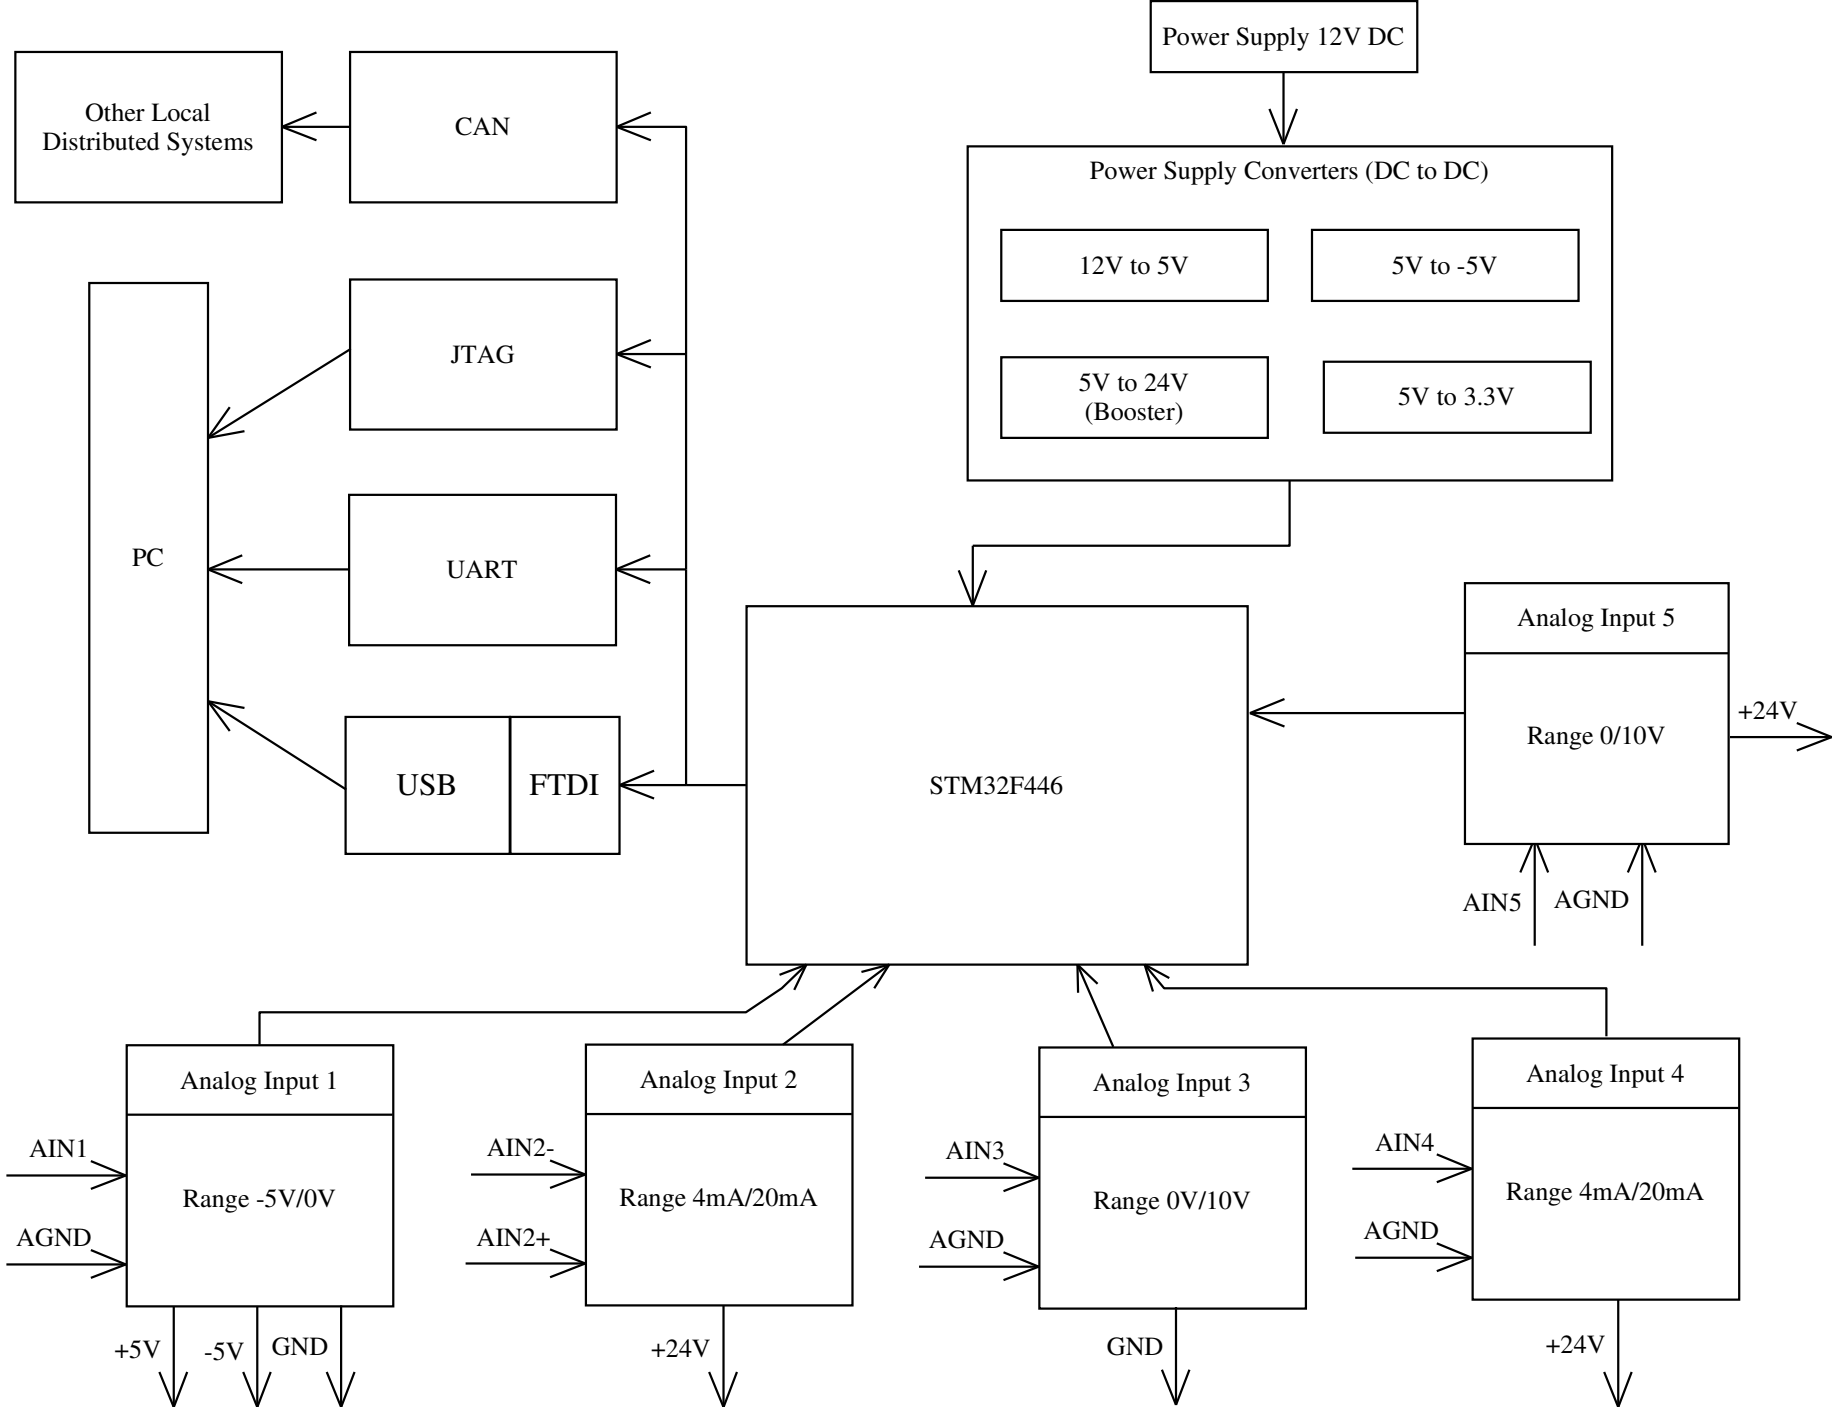 Power Supply 12V DC
Other Local
Distributed Systems
CAN
Power Supply Converters (DC to DC)
12V to 5V
5V to -5V
5V to 24V
(Booster)
5V to 3.3V
JTAG
PC
UART
USB
FTDI
STM32F446
Analog Input 5
Range 0/10V
+24V
AIN5
AGND
Analog Input 1
Range -5V/0V
AIN1
AGND
+5V
-5V
GND
Analog Input 2
Range 4mA/20mA
AIN2-
AIN2+
+24V
Analog Input 3
Range 0V/10V
AIN3
AGND
GND
Analog Input 4
Range 4mA/20mA
AIN4
AGND
+24V